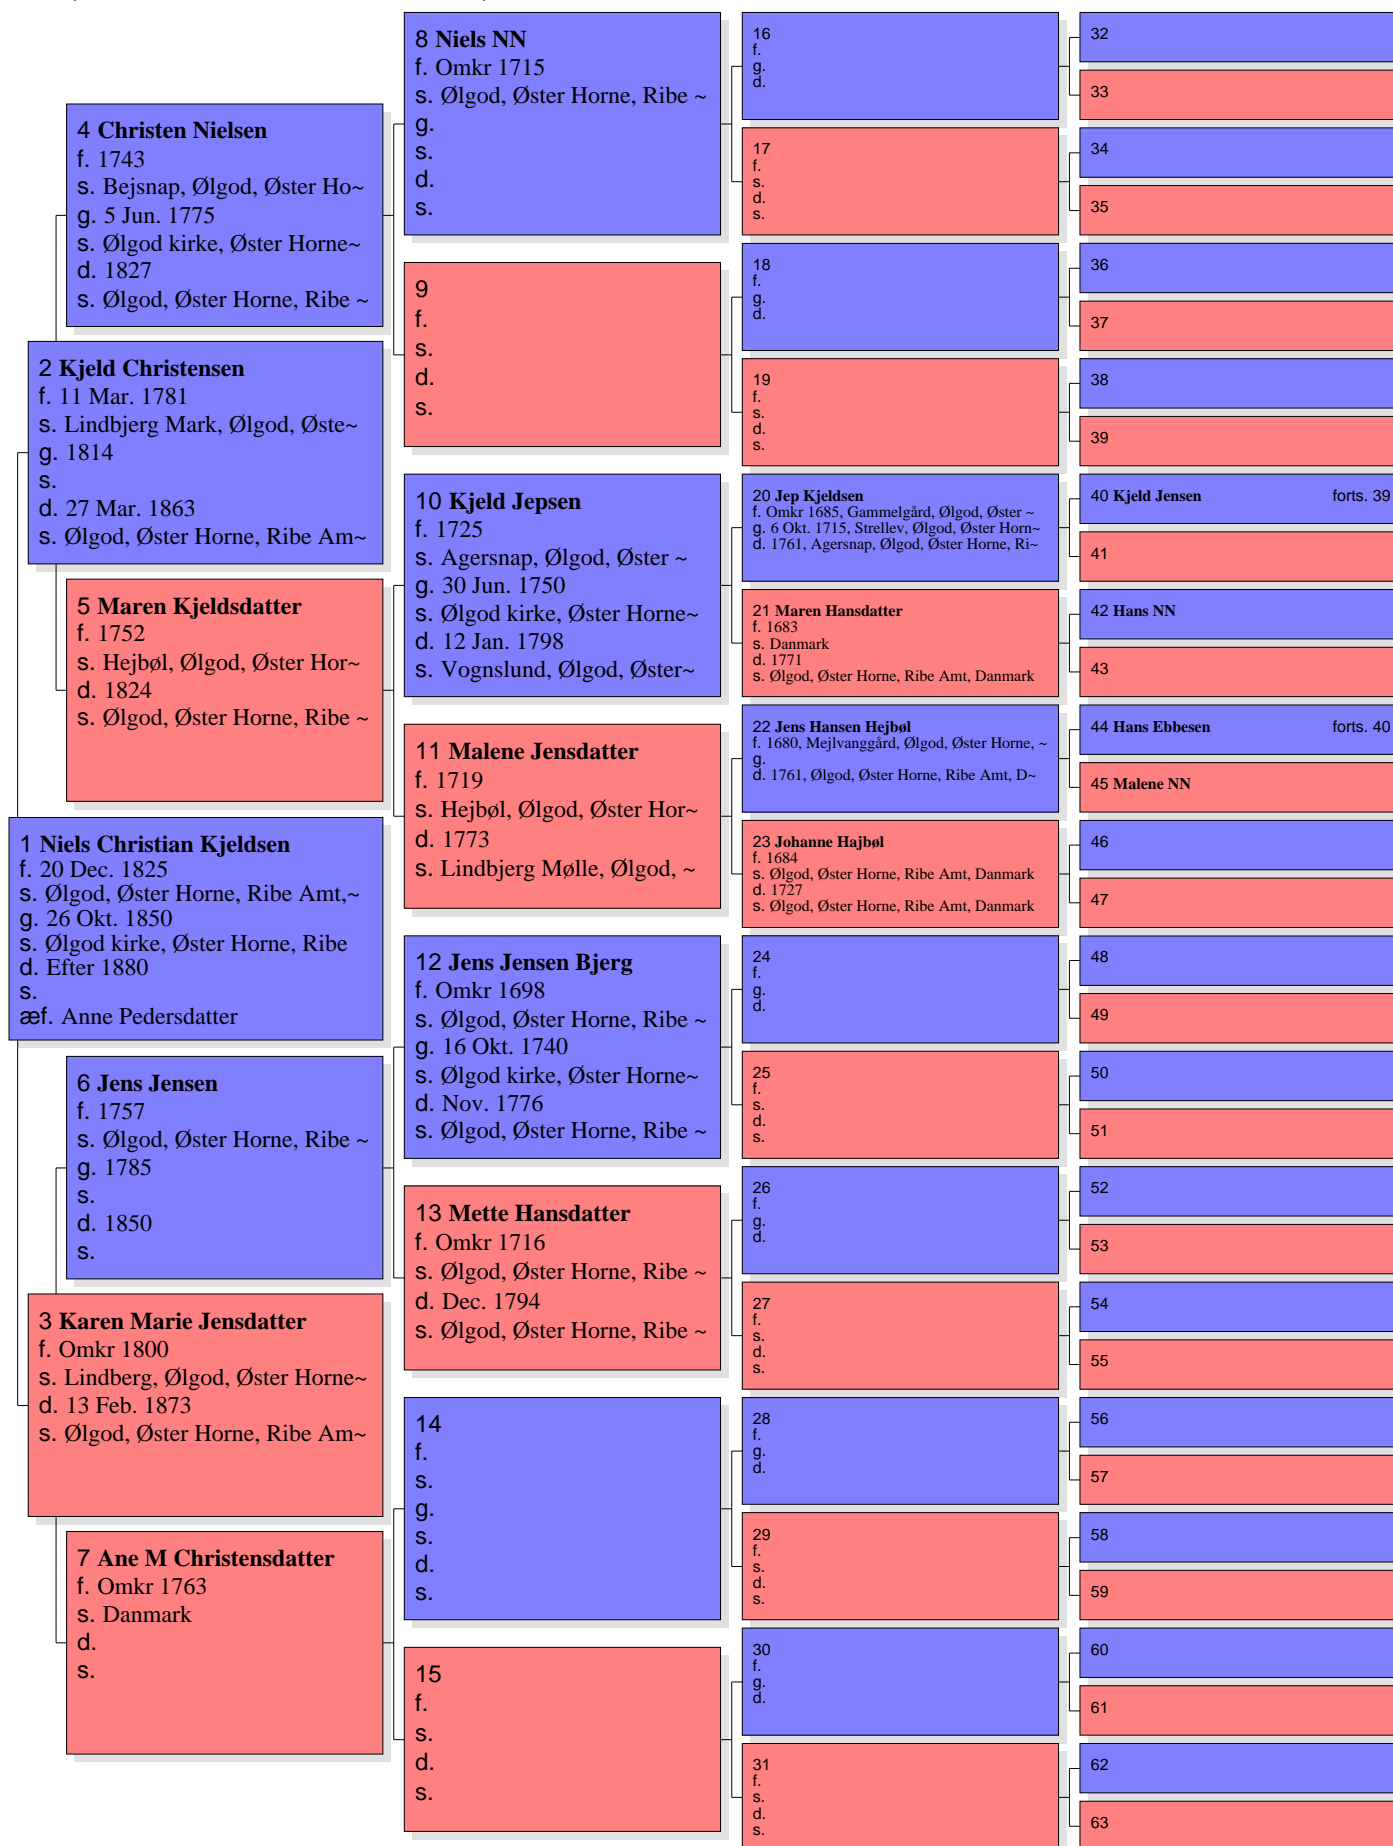 4 Christen Nielsen
f. 1743
s. Bejsnap, Ølgod, Øster Ho~
g. 5 Jun. 1775
s. Ølgod kirke, Øster Horne~
d. 1827
s. Ølgod, Øster Horne, Ribe ~
2 Kjeld Christensen
f. 11 Mar. 1781
s. Lindbjerg Mark, Ølgod, Øste~
g. 1814
s.
d. 27 Mar. 1863
s. Ølgod, Øster Horne, Ribe Am~
5 Maren Kjeldsdatter
f. 1752
s. Hejbøl, Ølgod, Øster Hor~
d. 1824
s. Ølgod, Øster Horne, Ribe ~
1 Niels Christian Kjeldsen
f. 20 Dec. 1825
s. Ølgod, Øster Horne, Ribe Amt,~
g. 26 Okt. 1850
s. Ølgod kirke, Øster Horne, Ribe
d. Efter 1880
s.
æf. Anne Pedersdatter
6 Jens Jensen
f. 1757
s. Ølgod, Øster Horne, Ribe ~
g. 1785
s.
d. 1850
s.
3 Karen Marie Jensdatter
f. Omkr 1800
s. Lindberg, Ølgod, Øster Horne~
d. 13 Feb. 1873
s. Ølgod, Øster Horne, Ribe Am~
7 Ane M Christensdatter
f. Omkr 1763
s. Danmark
d.
s.
8 Niels NN
f. Omkr 1715
s. Ølgod, Øster Horne, Ribe ~
g.
s.
d.
s.
9
f.
s.
d.
s.
10 Kjeld Jepsen
f. 1725
s. Agersnap, Ølgod, Øster ~
g. 30 Jun. 1750
s. Ølgod kirke, Øster Horne~
d. 12 Jan. 1798
s. Vognslund, Ølgod, Øster~
11 Malene Jensdatter
f. 1719
s. Hejbøl, Ølgod, Øster Hor~
d. 1773
s. Lindbjerg Mølle, Ølgod, ~
12 Jens Jensen Bjerg
f. Omkr 1698
s. Ølgod, Øster Horne, Ribe ~
g. 16 Okt. 1740
s. Ølgod kirke, Øster Horne~
d. Nov. 1776
s. Ølgod, Øster Horne, Ribe ~
13 Mette Hansdatter
f. Omkr 1716
s. Ølgod, Øster Horne, Ribe ~
d. Dec. 1794
s. Ølgod, Øster Horne, Ribe ~
14
f.
s.
g.
s.
d.
s.
15
f.
s.
d.
s.
16
f.
g.
d.
17
f.
s.
d.
s.
18
f.
g.
d.
19
f.
s.
d.
s.
20 Jep Kjeldsen
f. Omkr 1685, Gammelgård, Ølgod, Øster ~
g. 6 Okt. 1715, Strellev, Ølgod, Øster Horn~
d. 1761, Agersnap, Ølgod, Øster Horne, Ri~
21 Maren Hansdatter
f. 1683
s. Danmark
d. 1771
s. Ølgod, Øster Horne, Ribe Amt, Danmark
22 Jens Hansen Hejbøl
f. 1680, Mejlvanggård, Ølgod, Øster Horne, ~
g.
d. 1761, Ølgod, Øster Horne, Ribe Amt, D~
23 Johanne Hajbøl
f. 1684
s. Ølgod, Øster Horne, Ribe Amt, Danmark
d. 1727
s. Ølgod, Øster Horne, Ribe Amt, Danmark
24
f.
g.
d.
25
f.
s.
d.
s.
26
f.
g.
d.
27
f.
s.
d.
s.
28
f.
g.
d.
29
f.
s.
d.
s.
30
f.
g.
d.
31
f.
s.
d.
s.
32
33
34
35
36
37
38
39
40 Kjeld Jensen forts. 39
41
42 Hans NN
43
44 Hans Ebbesen forts. 40
45 Malene NN
46
47
48
49
50
51
52
53
54
55
56
57
58
59
60
61
62
63